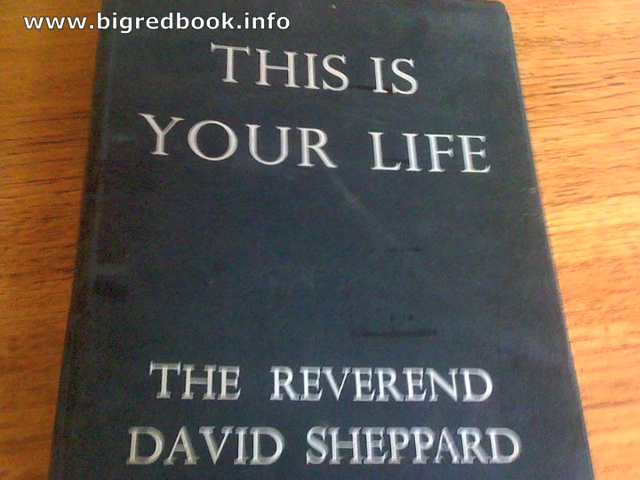 www.bigredbook.info
THIS IS
YOUR LIFE
THE REVEREND
DAVID SHEPPARD